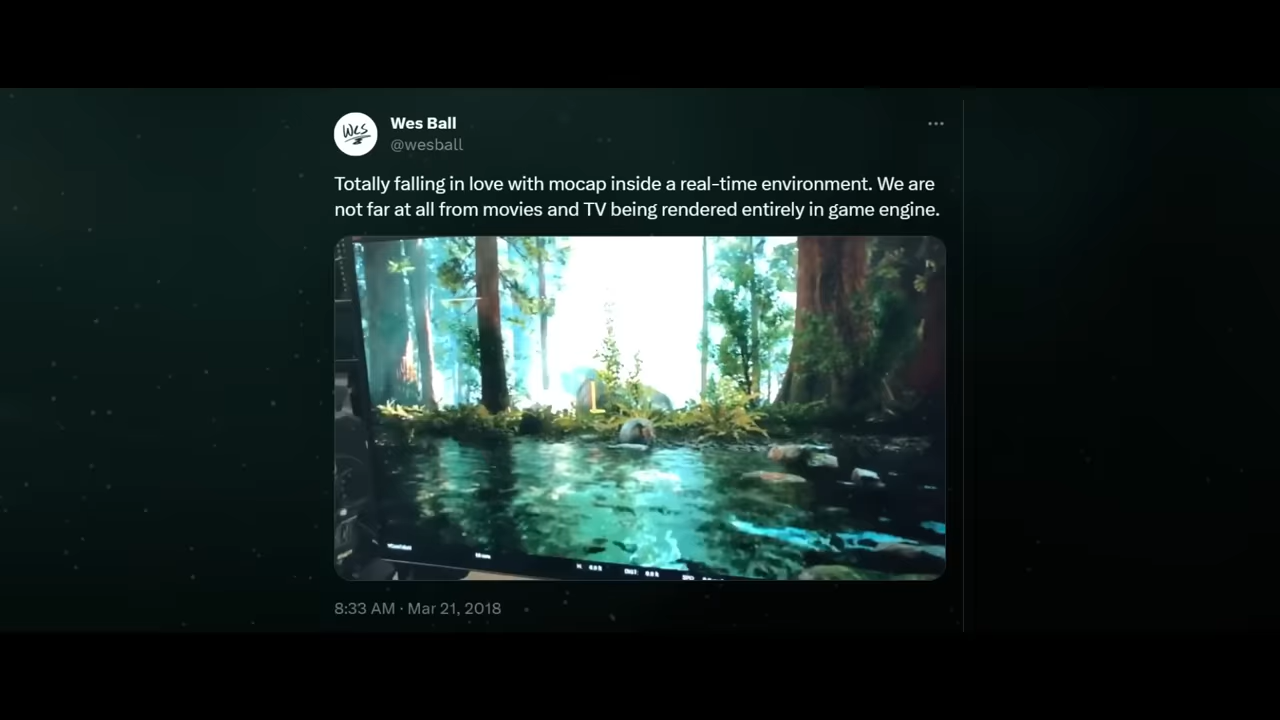 Wes
Wes Ball
@wesball
Totally falling in love with mocap inside a real-time environment. We are
not far at all from movies and TV being rendered entirely in game engine.
8:33 AM · Mar 21, 2018